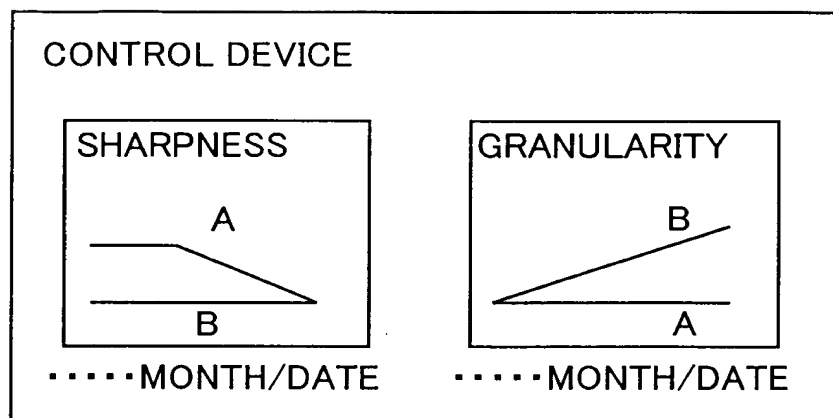 CONTROL DEVICE
SHARPNESS
A
B
·····MONTH/DATE
GRANULARITY
B
A
·····MONTH/DATE